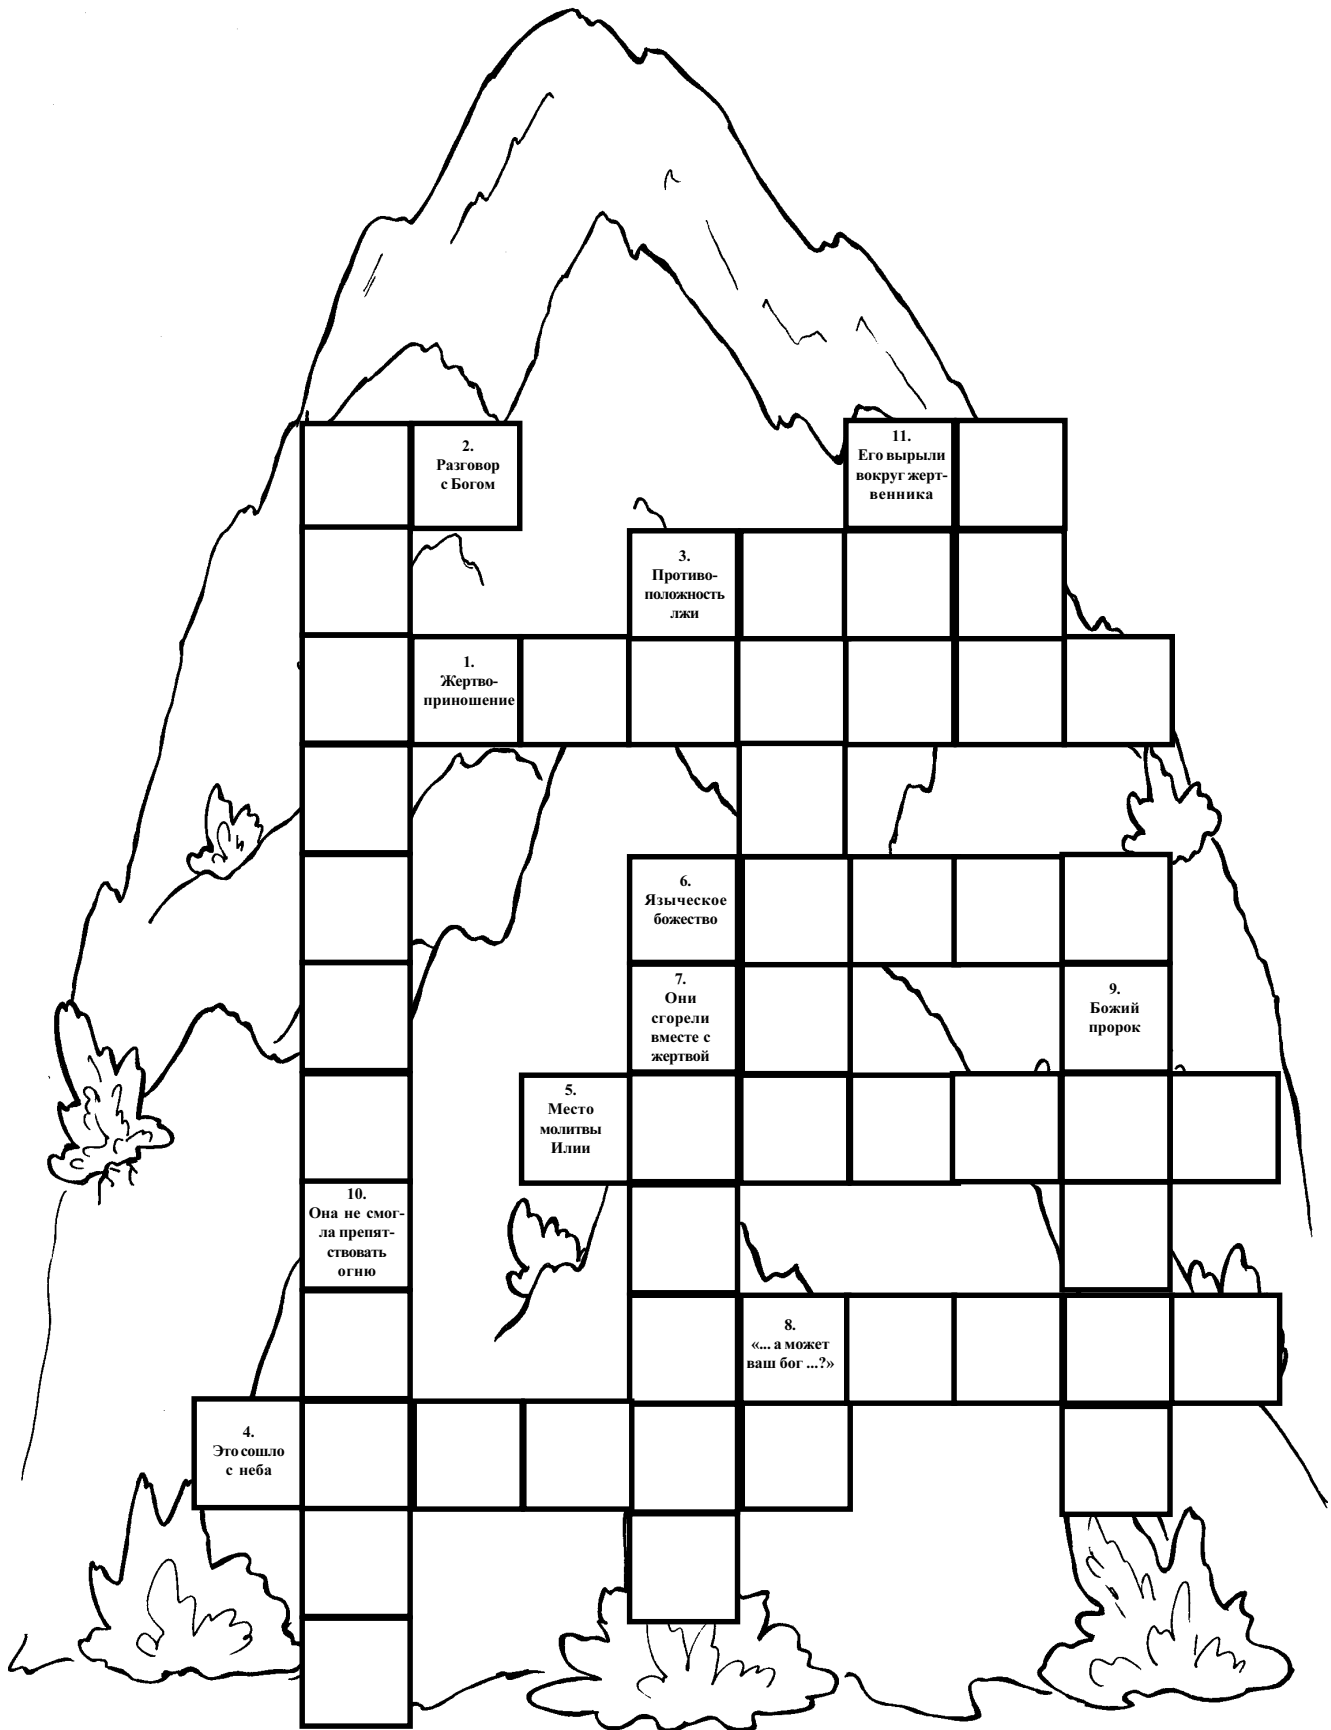 2.
Разговор
с Богом
11.
Его вырыли
вокруг жерт-
венника
3.
Противо-
положность
лжи
1.
Жертво-
приношение
6.
Языческое
божество
7.
Они
сгорели
вместе с
жертвой
9.
Божий
пророк
5.
Место
молитвы
Илии
10.
Она не смог-
ла препят-
ствовать
огню
8.
«... а может
ваш бог ...?»
4.
Это сошло
с неба